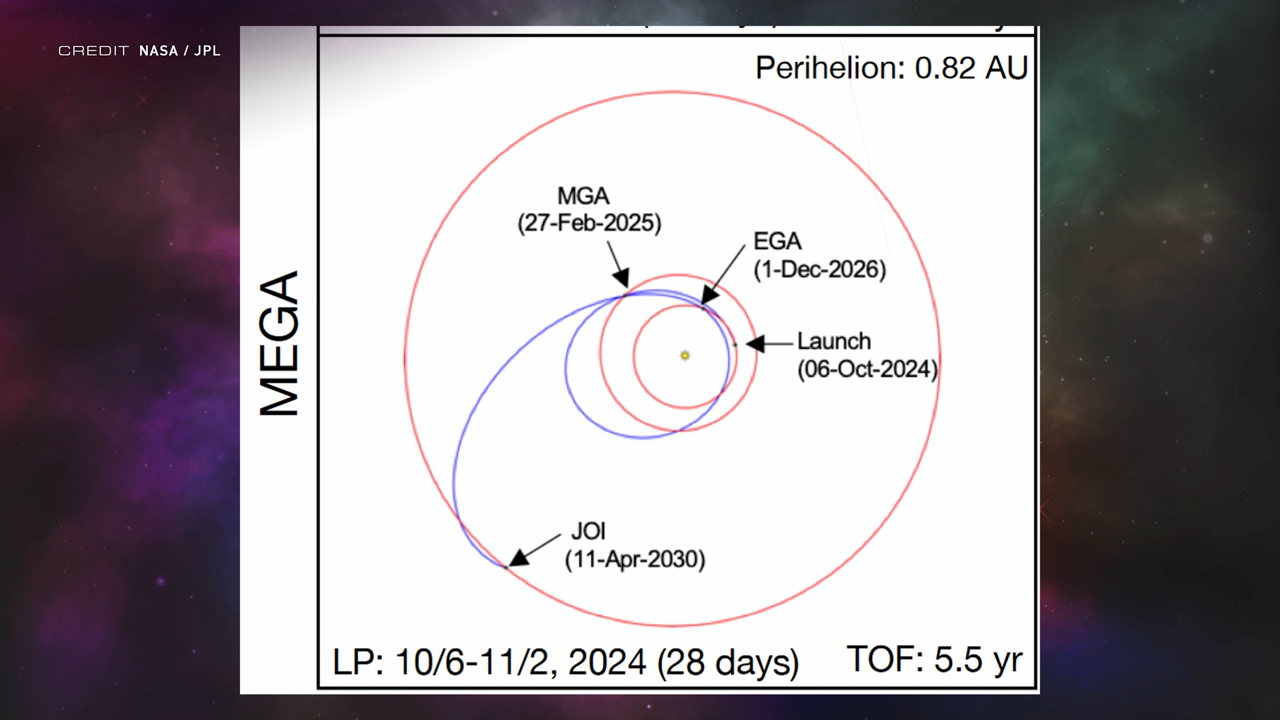 CREDIT NASA / JPL
Perihelion: 0.82 AU
MGA
(27-Feb-2025)
EGA
(1-Dec-2026)
MEGA
Launch
(06-Oct-2024)
JOI
(11-Apr-2030)
LP: 10/6-11/2, 2024 (28 days)
TOF: 5.5 yr